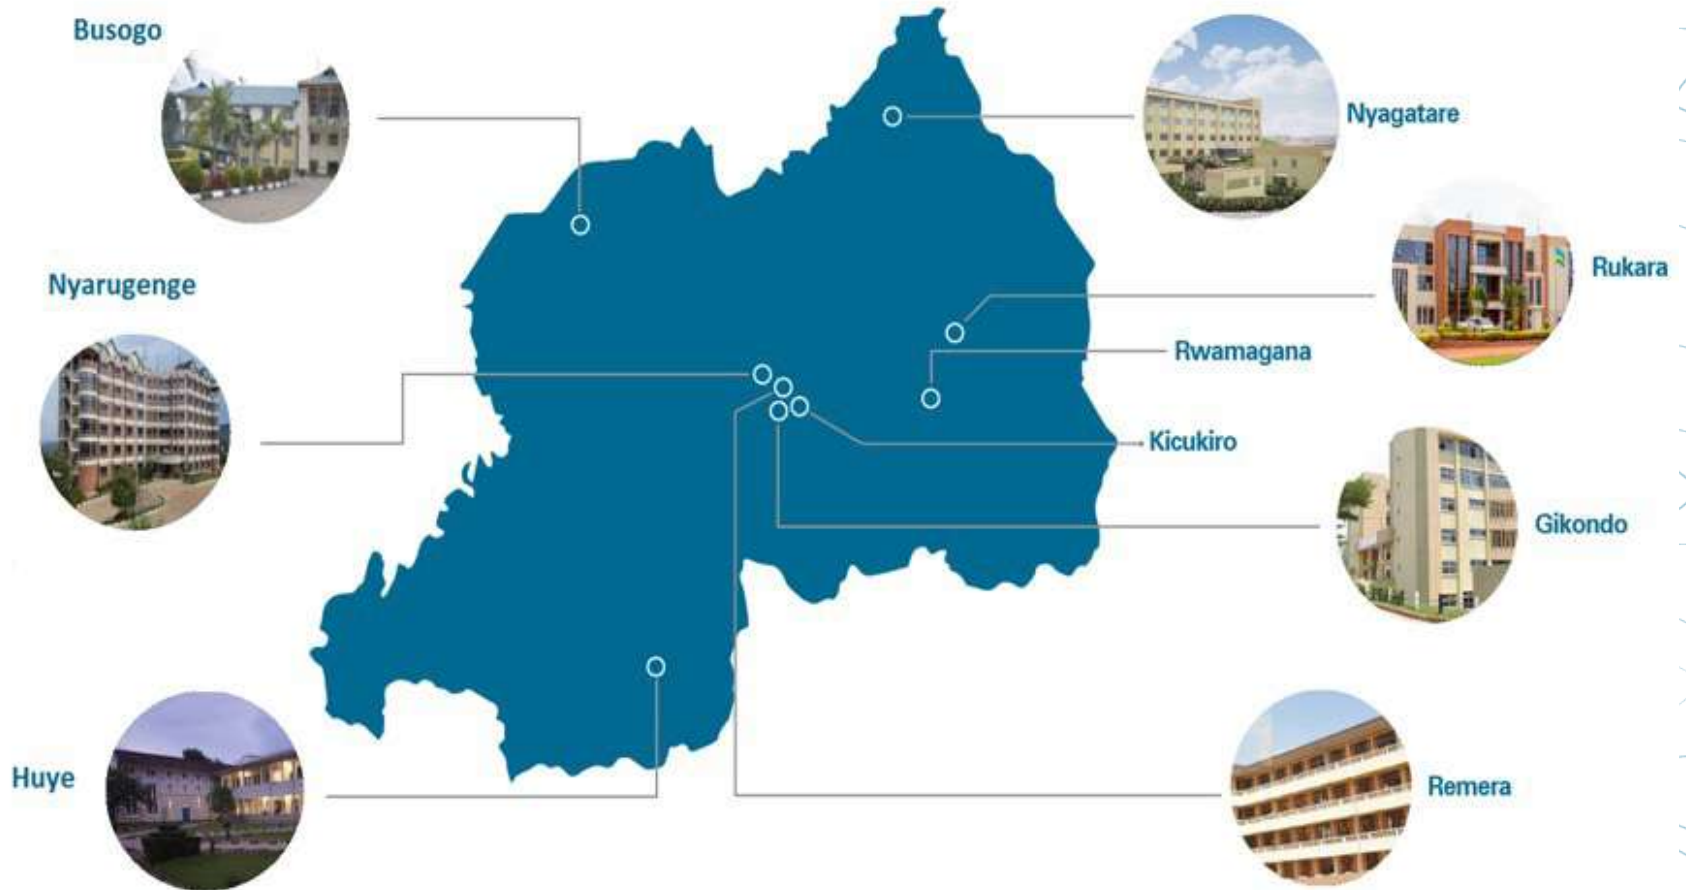 Busogo
Nyagatare
Rukara
Nyarugenge
Rwamagana
Kicukiro
Gikondo
Huye
Remera